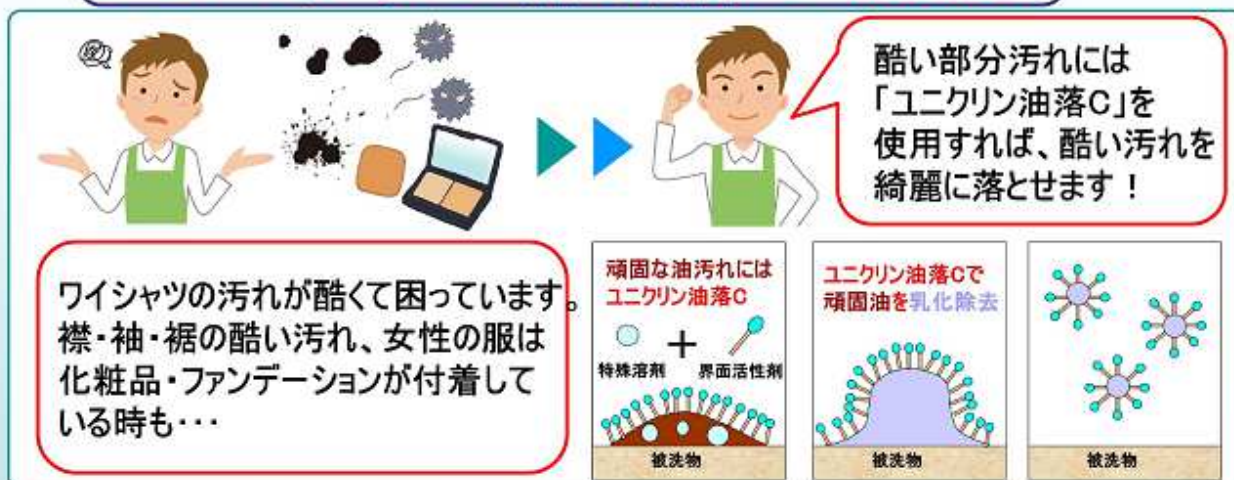 酷い部分汚れには
「ユニクリン油落C」を
使用すれば、酷い汚れを
綺麗に落とせます！
ワイシャツの汚れが酷くて困っています。
襟・袖・裾の酷い汚れ、女性の服は
化粧品・ファンデーションが付着して
いる時も・・・
頑固な油汚れには
ユニクリン油落C
+
特殊溶剤 界面活性剤
被洗物
ユニクリン油落Cで
頑固油を乳化除去
被洗物
被洗物